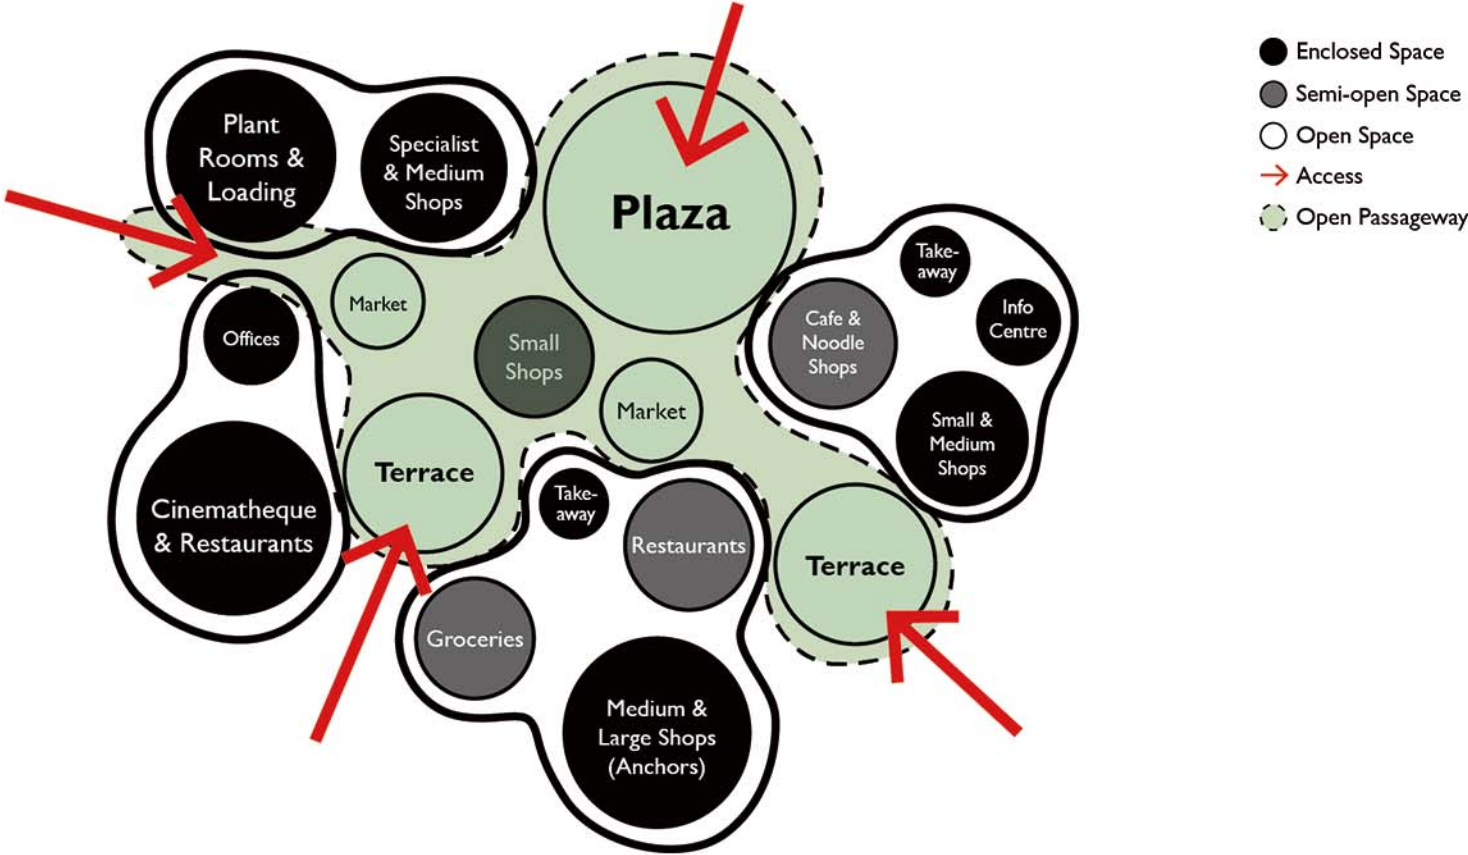 Plant
Rooms &
Loading
Specialist
& Medium
Shops
Plaza
Enclosed Space
Semi-open Space
Open Space
Access
Open Passageway
Market
Offices
Small
Shops
Market
Take-
away
Info
Centre
Cafe &
Noodle
Shops
Small &
Medium
Shops
Terrace
Cinematheque
& Restaurants
Take-
away
Restaurants
Terrace
Groceries
Medium &
Large Shops
(Anchors)